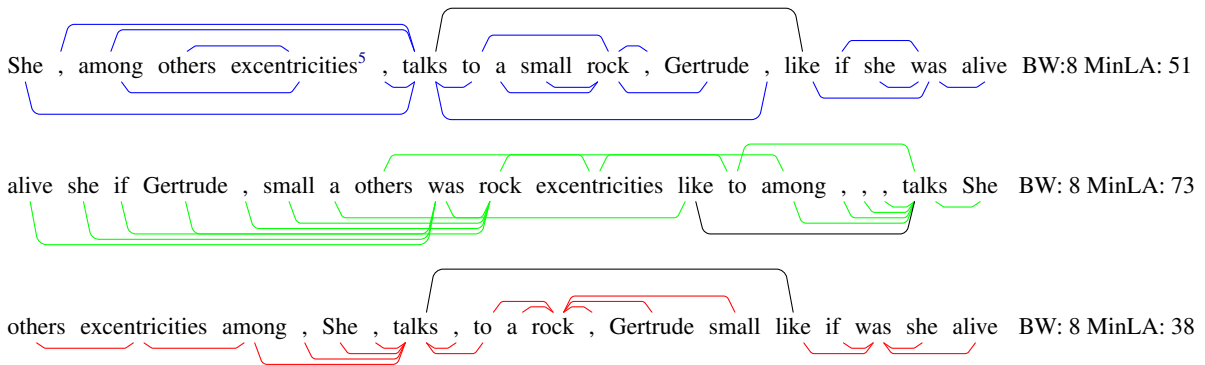 She , among others excentricities5 , talks to a small rock , Gertrude , like if she was alive BW:8 MinLA: 51
alive she if Gertrude , small a others was rock excentricities like to among , , , talks She BW: 8 MinLA: 73
others excentricities among , She , talks , to a rock , Gertrude small like if was she alive BW: 8 MinLA: 38